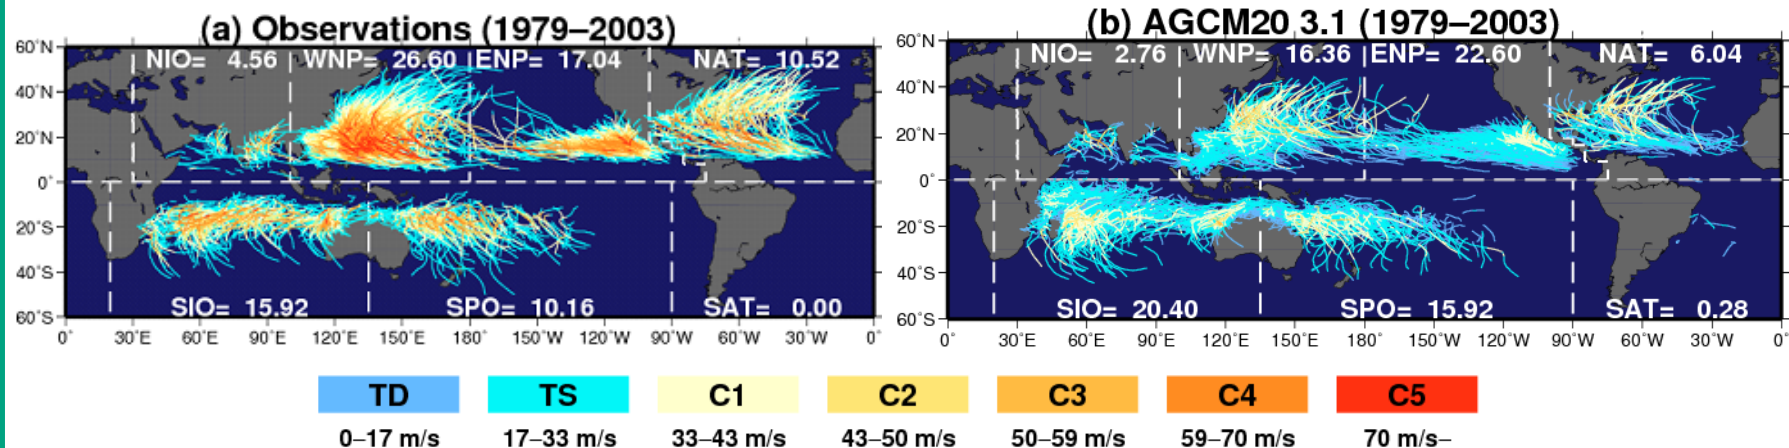 (a) Observations (1979–2003)
NIO= 4.56 WNP= 26.60 ENP= 17.04 NAT= 10.52
60°N
40°N
20°N
0°
20°S
40°S
60°S
SIO= 15.92 SPO= 10.16 SAT= 0.00
0° 30°E 60°E 90°E 120°E 150°E 180° 150°W 120°W 90°W 60°W 30°W 0°
(b) AGCM20 3.1 (1979–2003)
NIO= 2.76 WNP= 16.36 ENP= 22.60 NAT= 6.04
60°N
40°N
20°N
0°
20°S
40°S
60°S
SIO= 20.40 SPO= 15.92 SAT= 0.28
0° 30°E 60°E 90°E 120°E 150°E 180° 150°W 120°W 90°W 60°W 30°W 0°
TD TS C1 C2 C3 C4 C5
0–17 m/s 17–33 m/s 33–43 m/s 43–50 m/s 50–59 m/s 59–70 m/s 70 m/s–